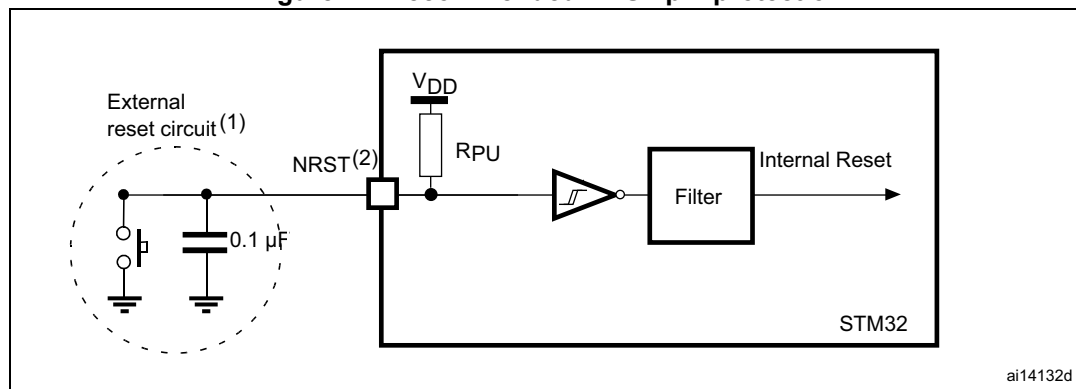 External
reset circuit(1)
VDD
RPU
NRST(2)
Internal Reset
Filter
0.1 µF
STM32
ai14132d